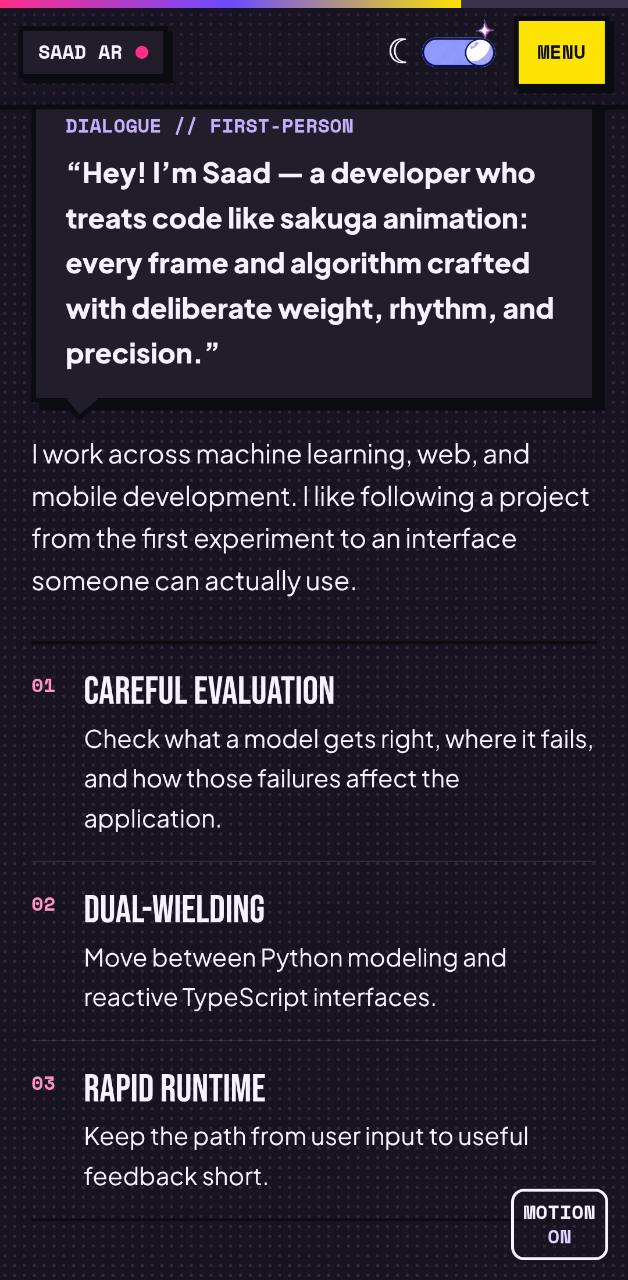 SAAD AR
MENU
DIALOGUE // FIRST-PERSON
“Hey! I’m Saad — a developer who
treats code like sakuga animation:
every frame and algorithm crafted
with deliberate weight, rhythm, and
precision.”
I work across machine learning, web, and
mobile development. I like following a project
from the first experiment to an interface
someone can actually use.
01
CAREFUL EVALUATION
Check what a model gets right, where it fails,
and how those failures affect the
application.
02
DUAL-WIELDING
Move between Python modeling and
reactive TypeScript interfaces.
03
RAPID RUNTIME
Keep the path from user input to useful
feedback short.
MOTION
ON